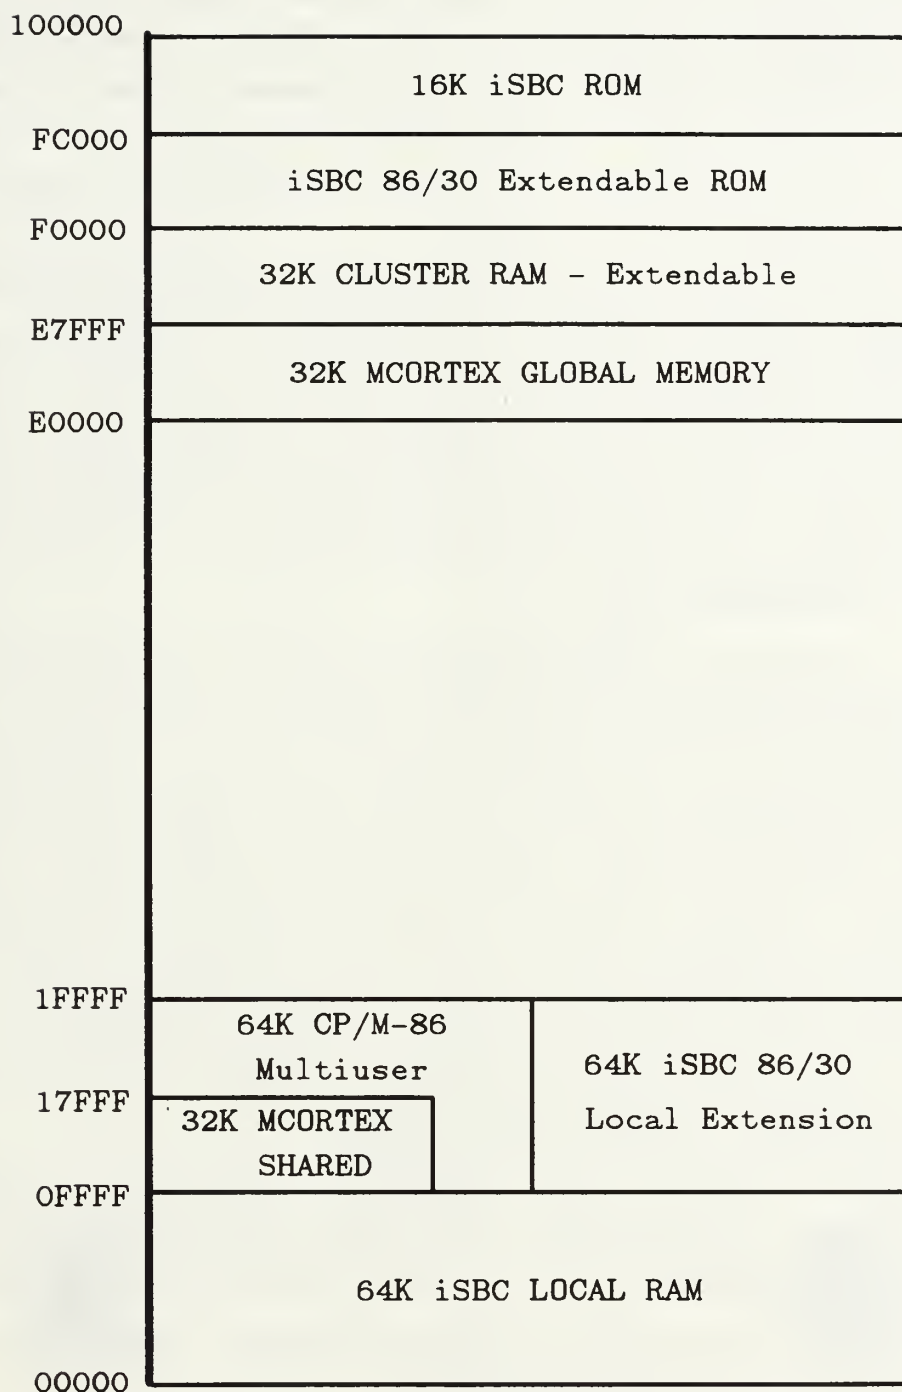 100000
16K iSBC ROM
FC000
iSBC 86/30 Extendable ROM
F0000
32K CLUSTER RAM - Extendable
E7FFF
32K MCORTEX GLOBAL MEMORY
E0000
1FFFF
64K CP/M-86
Multiuser
64K iSBC 86/30
Local Extension
17FFF
32K MCORTEX
SHARED
0FFFF
64K iSBC LOCAL RAM
00000